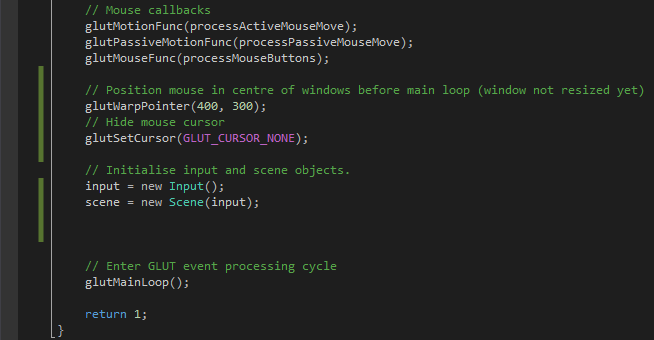 // Mouse callbacks
glutMotionFunc(processActiveMouseMove);
glutPassiveMotionFunc(processPassiveMouseMove);
glutMouseFunc(processMouseButtons);
// Position mouse in centre of windows before main loop (window not resized yet)
glutWarpPointer(400, 300);
// Hide mouse cursor
glutSetCursor(GLUT_CURSOR_NONE);
// Initialise input and scene objects.
input = new Input();
scene = new Scene(input);
// Enter GLUT event processing cycle
glutMainLoop();
return 1;
}